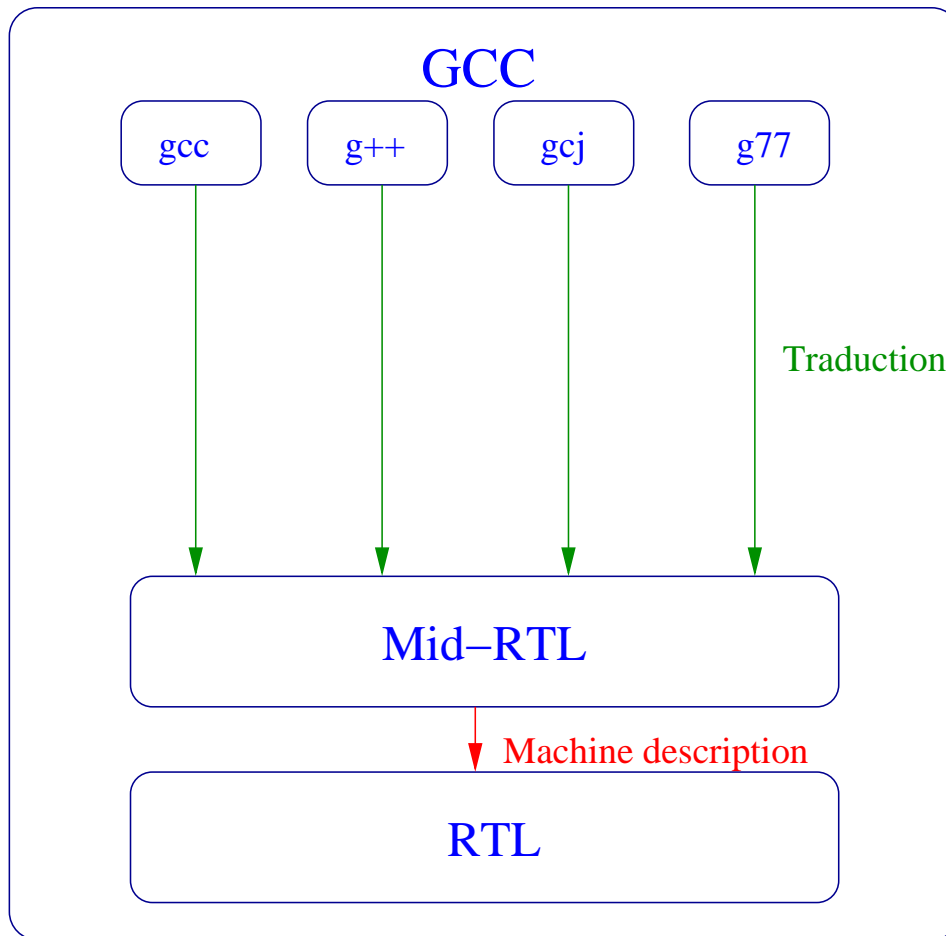 GCC
gcc g++ gcj g77
Traduction
Mid−RTL
Machine description
RTL